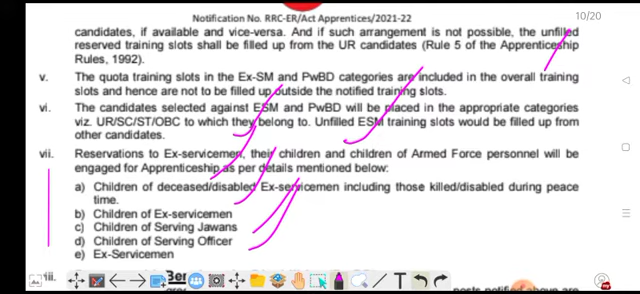 Notification No. RRC-ER/Act Apprentices/2021-22
10/20
candidates, if available and vice-versa. And if such arrangement is not possible, the unfilled
reserved training slots shall be filled up from the UR candidates (Rule 5 of the Apprenticeship
Rules, 1992).
v. The quota training slots in the Ex-SM and PwBD categories are included in the overall training
slots and hence are not to be filled up outside the notified training slots.
vi. The candidates selected against ESM and PwBD will be placed in the appropriate categories
viz. UR/SC/ST/OBC to which they belong to. Unfilled ESM training slots would be filled up from
other candidates.
vii. Reservations to Ex-servicemen, their children and children of Armed Force personnel will be
engaged for Apprenticeship as per details mentioned below:
a) Children of deceased/disabled Ex-servicemen including those killed/disabled during peace
time.
b) Children of Ex-servicemen
c) Children of Serving Jawans
d) Children of Serving Officer
e) Ex-Servicemen